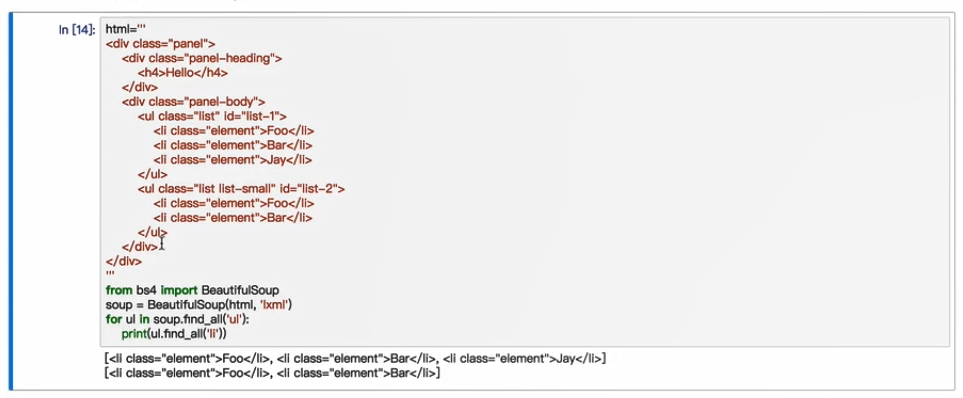 In [14]: html='''
<div class="panel">
    <div class="panel-heading">
        <h4>Hello</h4>
    </div>
    <div class="panel-body">
        <ul class="list" id="list-1">
            <li class="element">Foo</li>
            <li class="element">Bar</li>
            <li class="element">Jay</li>
        </ul>
        <ul class="list list-small" id="list-2">
            <li class="element">Foo</li>
            <li class="element">Bar</li>
        </ul>
    </div>
</div>
'''
from bs4 import BeautifulSoup
soup = BeautifulSoup(html, 'lxml')
for ul in soup.find_all('ul'):
    print(ul.find_all('li'))
[<li class="element">Foo</li>, <li class="element">Bar</li>, <li class="element">Jay</li>]
[<li class="element">Foo</li>, <li class="element">Bar</li>]